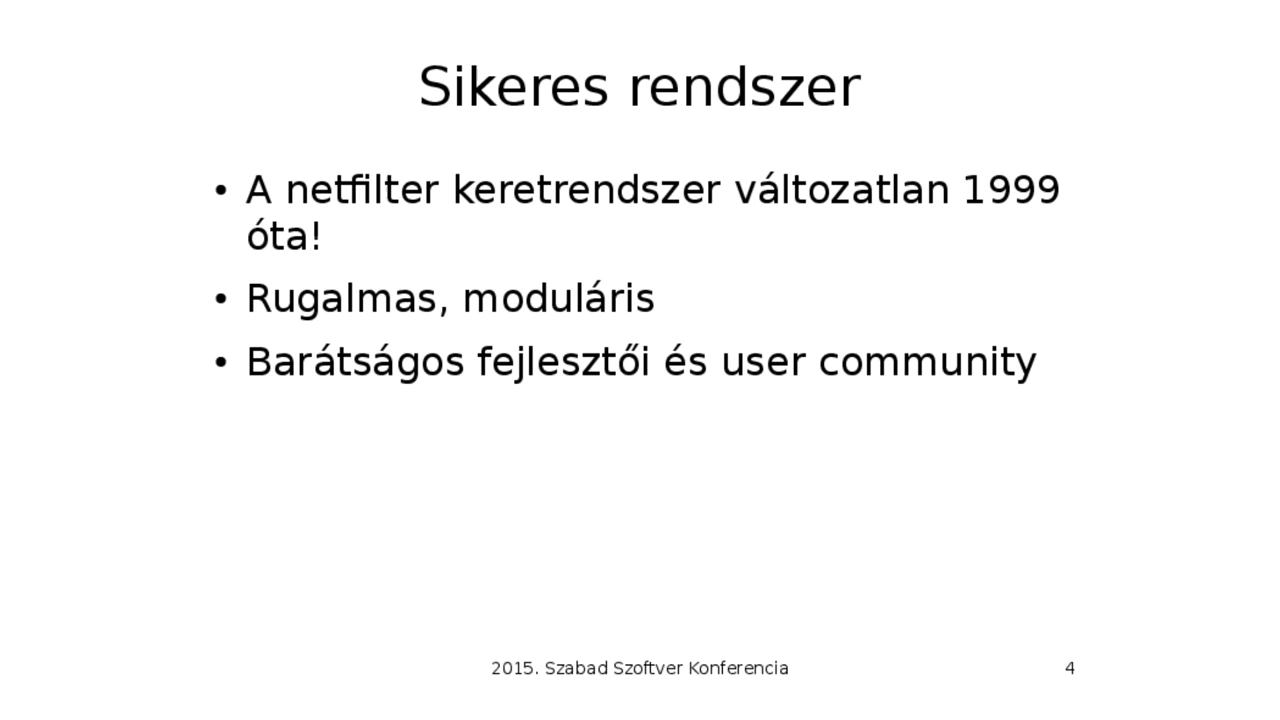 Sikeres rendszer
• A netfilter keretrendszer változatlan 1999
óta!
• Rugalmas, moduláris
• Barátságos fejlesztői és user community
2015. Szabad Szoftver Konferencia 4